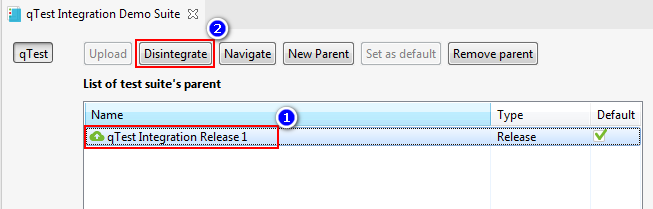 qTest Integration Demo Suite
2
qTest Upload Disintegrate Navigate New Parent Set as default Remove parent
List of test suite's parent
1
Name Type Default
qTest Integration Release 1 Release